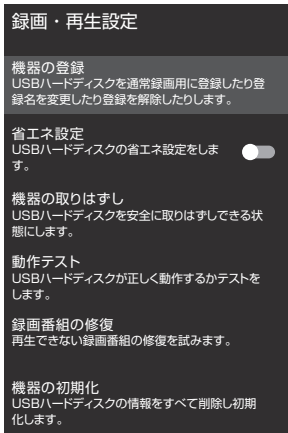 録画・再生設定
機器の登録
USBハードディスクを通常録画用に登録したり登
録名を変更したり登録を解除したりします。
省エネ設定
USBハードディスクの省エネ設定をしま
す。
機器の取りはずし
USBハードディスクを安全に取りはずしできる状
態にします。
動作テスト
USBハードディスクが正しく動作するかテストを
します。
録画番組の修復
再生できない録画番組の修復を試みます。
機器の初期化
USBハードディスクの情報をすべて削除し初期
化します。